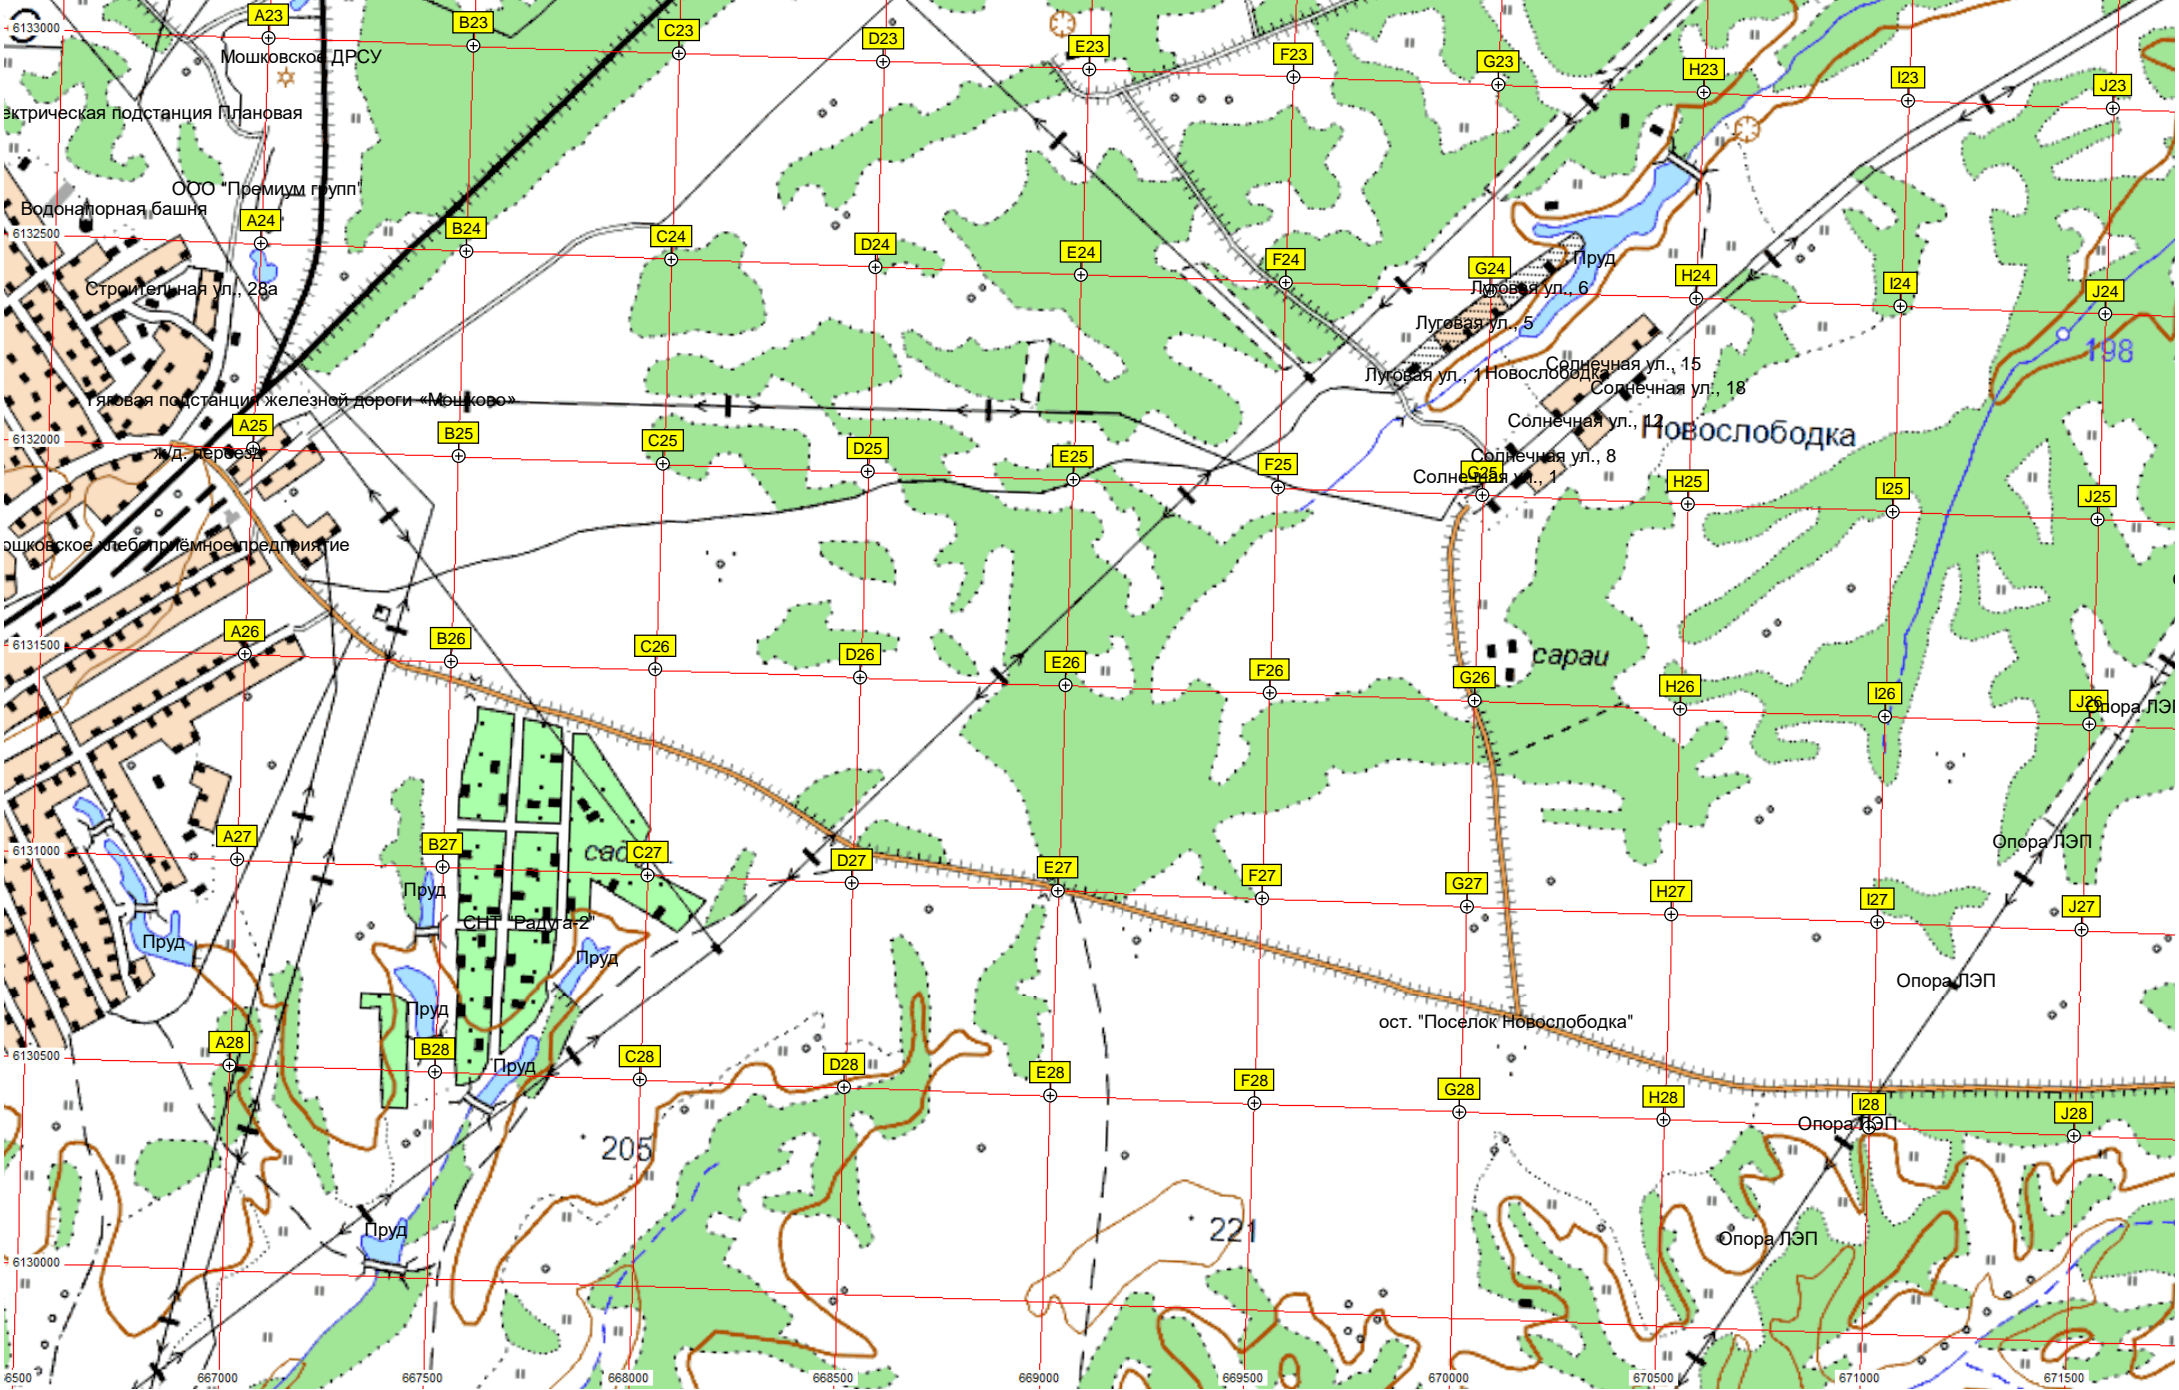 6133000
A23
B23
C23
D23
E23
F23
G23
H23
I23
J23
Мошковское ДРСУ
ектрическая подстанция Плановая
ООО "Премиум групп"
Водонапорная башня
6132500
A24
B24
C24
D24
E24
F24
G24
H24
I24
J24
Пруд
Строительная ул., 28а
Луговая ул., 6
Луговая ул., 5
198
Солнечная ул., 15
Луговая ул., 1
Новослободка
Солнечная ул., 18
Тяговая подстанция железной дороги «Мошково»
Солнечная ул., 12
Новослободка
6132000
A25
B25
C25
D25
E25
F25
G25
H25
I25
J25
ж/д. переезд
Солнечная ул., 8
Солнечная ул., 1
ошковское хлебоприёмное предприятие
6131500
A26
B26
C26
D26
E26
F26
G26
H26
I26
J26
сараи
Опора ЛЭП
6131000
A27
B27
C27
D27
E27
F27
G27
H27
I27
J27
Опора ЛЭП
Пруд
СНТ "Радуга-2"
Пруд
Пруд
Опора ЛЭП
Пруд
ост. "Поселок Новослободка"
6130500
A28
B28
C28
D28
E28
F28
G28
H28
I28
J28
Пруд
Опора ЛЭП
205
221
Пруд
Опора ЛЭП
6130000
667000
667500
668000
668500
669000
669500
670000
670500
671000
671500